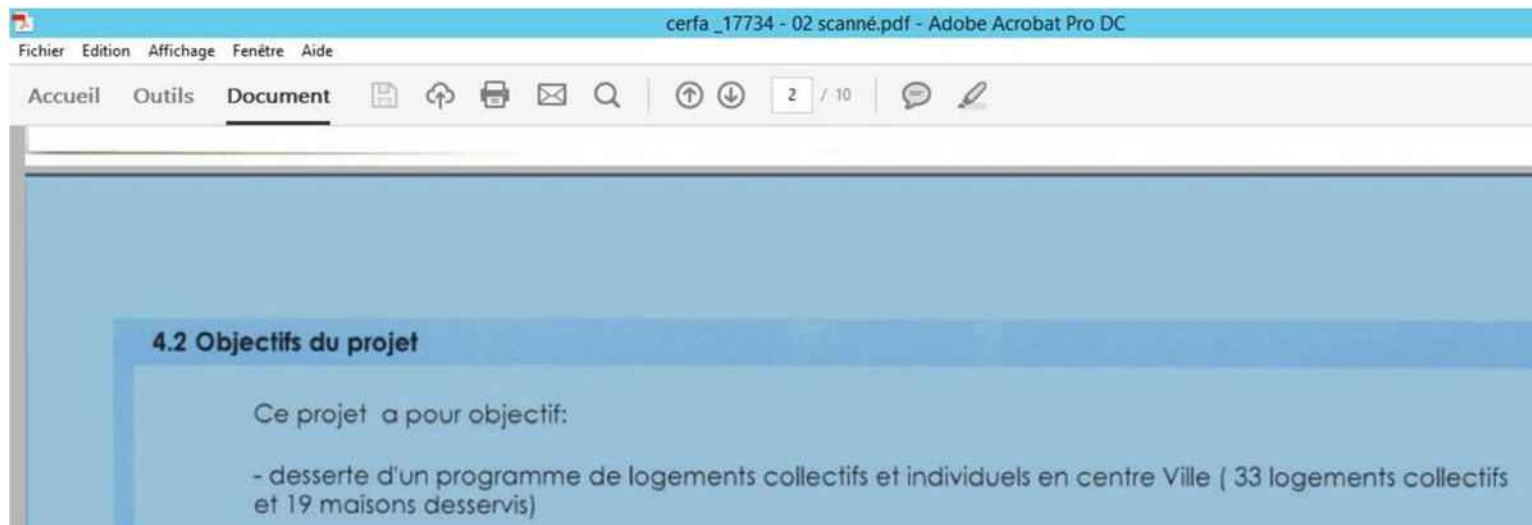 cerfa _17734 - 02 scanné.pdf - Adobe Acrobat Pro DC
Fichier Edition Affichage Fenêtre Aide
Accueil Outils Document 2 / 10
4.2 Objectifs du projet
Ce projet a pour objectif:
- desserte d'un programme de logements collectifs et individuels en centre Ville ( 33 logements collectifs
et 19 maisons desservis)